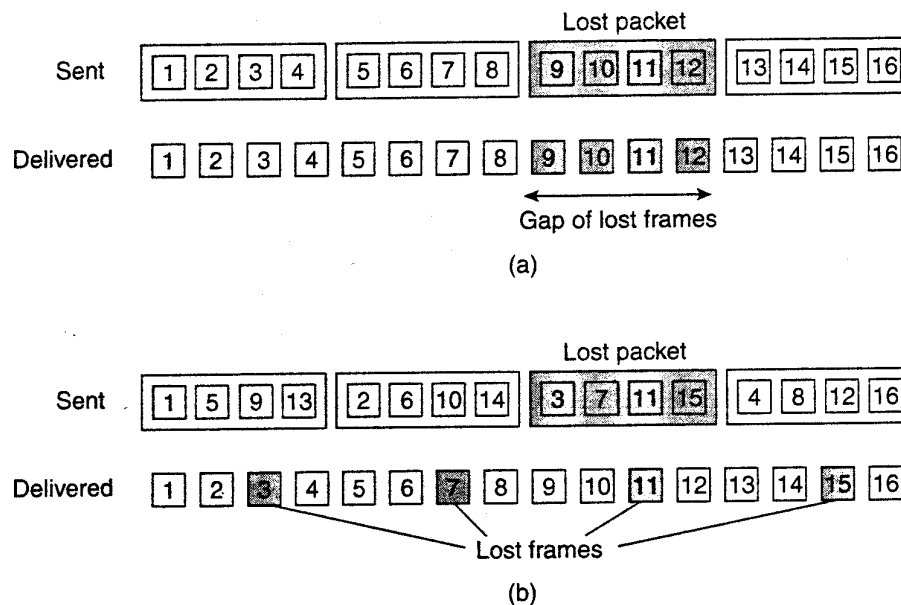 Lost packet
Sent 1 2 3 4 5 6 7 8 9 10 11 12 13 14 15 16
Delivered 1 2 3 4 5 6 7 8 9 10 11 12 13 14 15 16
Gap of lost frames
(a)
Lost packet
Sent 1 5 9 13 2 6 10 14 3 7 11 15 4 8 12 16
Delivered 1 2 3 4 5 6 7 8 9 10 11 12 13 14 15 16
Lost frames
(b)